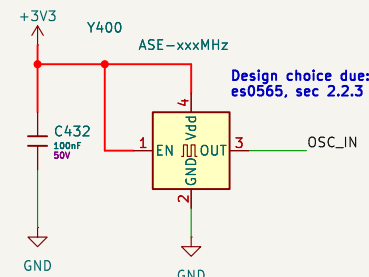 +3V3
Y400
ASE-xxxMHz
Design choice due:
es0565, sec 2.2.3
4
Vdd
C432
100nF
50V
1
EN
OUT
3
OSC_IN
GND
2
GND
GND